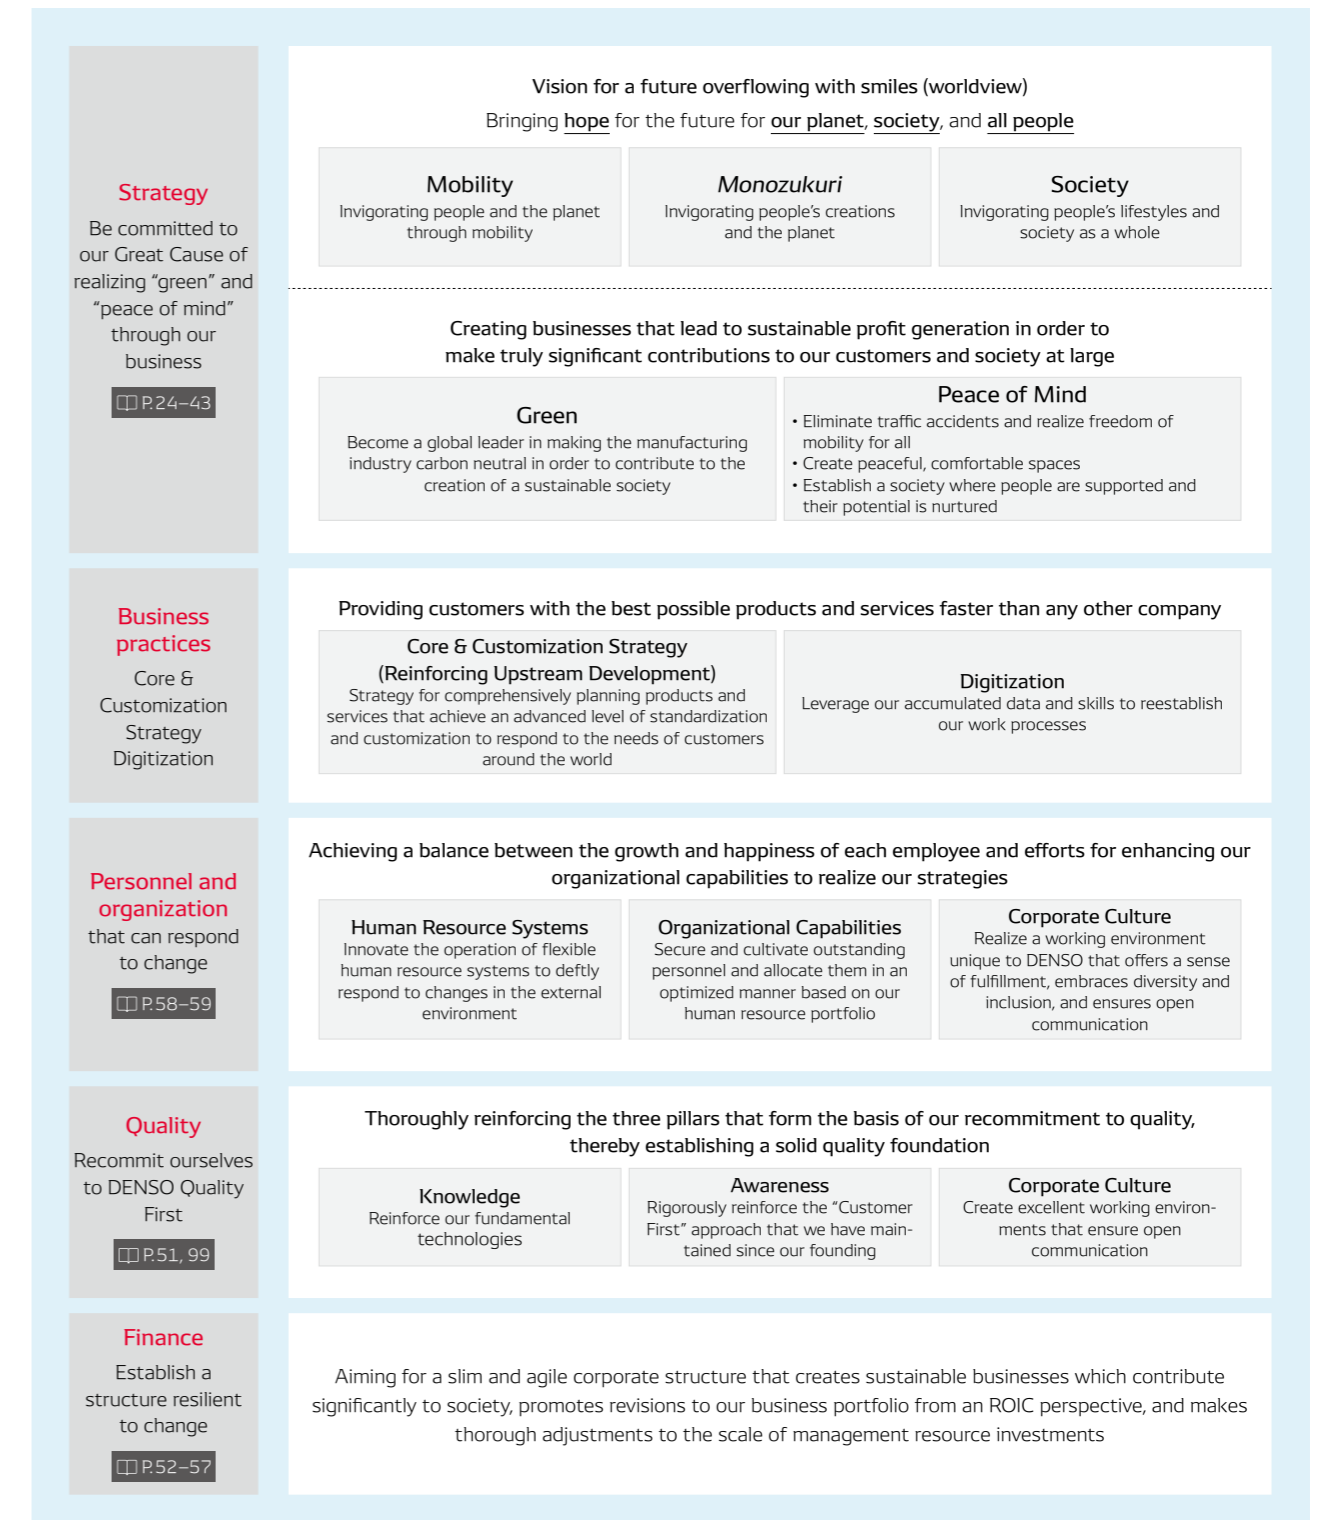 Strategy
Be committed to
our Great Cause of
realizing “green” and
“peace of mind”
through our
business
P.24–43
Vision for a future overflowing with smiles (worldview)
Bringing hope for the future for our planet, society, and all people
Mobility
Invigorating people and the planet
through mobility
Monozukuri
Invigorating people’s creations
and the planet
Society
Invigorating people’s lifestyles and
society as a whole
Creating businesses that lead to sustainable profit generation in order to
make truly significant contributions to our customers and society at large
Green
Become a global leader in making the manufacturing
industry carbon neutral in order to contribute to the
creation of a sustainable society
Peace of Mind
• Eliminate traffic accidents and realize freedom of
mobility for all
• Create peaceful, comfortable spaces
• Establish a society where people are supported and
their potential is nurtured
Business
practices
Core &
Customization
Strategy
Digitization
Providing customers with the best possible products and services faster than any other company
Core & Customization Strategy
(Reinforcing Upstream Development)
Strategy for comprehensively planning products and
services that achieve an advanced level of standardization
and customization to respond to the needs of customers
around the world
Digitization
Leverage our accumulated data and skills to reestablish
our work processes
Personnel and
organization
that can respond
to change
P.58–59
Achieving a balance between the growth and happiness of each employee and efforts for enhancing our
organizational capabilities to realize our strategies
Human Resource Systems
Innovate the operation of flexible
human resource systems to deftly
respond to changes in the external
environment
Organizational Capabilities
Secure and cultivate outstanding
personnel and allocate them in an
optimized manner based on our
human resource portfolio
Corporate Culture
Realize a working environment
unique to DENSO that offers a sense
of fulfillment, embraces diversity and
inclusion, and ensures open
communication
Quality
Recommit ourselves
to DENSO Quality
First
P.51, 99
Thoroughly reinforcing the three pillars that form the basis of our recommitment to quality,
thereby establishing a solid quality foundation
Knowledge
Reinforce our fundamental
technologies
Awareness
Rigorously reinforce the “Customer
First” approach that we have main-
tained since our founding
Corporate Culture
Create excellent working environ-
ments that ensure open
communication
Finance
Establish a
structure resilient
to change
P.52–57
Aiming for a slim and agile corporate structure that creates sustainable businesses which contribute
significantly to society, promotes revisions to our business portfolio from an ROIC perspective, and makes
thorough adjustments to the scale of management resource investments